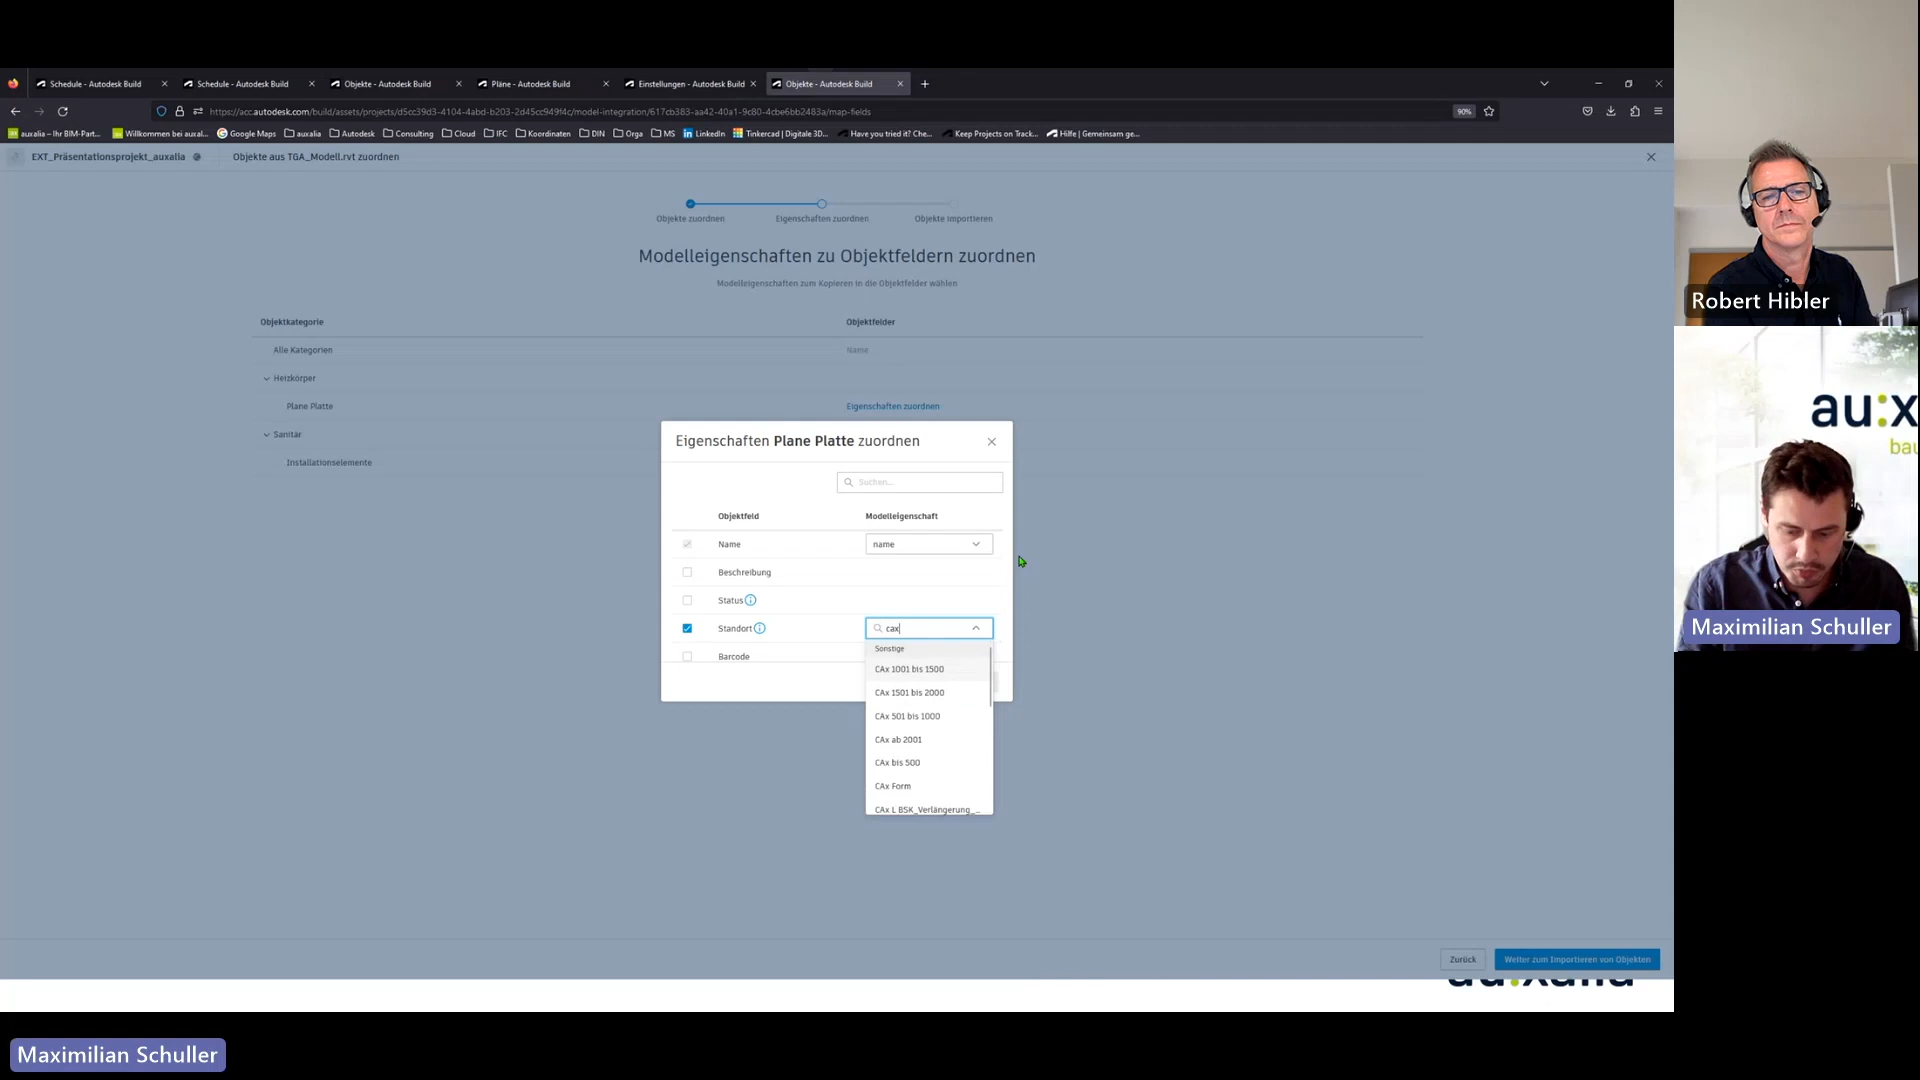 Schedule - Autodesk Build
Schedule - Autodesk Build
Objekte - Autodesk Build
Pläne - Autodesk Build
Einstellungen - Autodesk Build
Objekte - Autodesk Build
https://acc.autodesk.com/build/assets/projects/d5cc39d3-4104-4abd-b203-2d45cc949f4c/model-integration/617cb383-aa42-40a1-9c80-4cbe6bb2483a/map-fields
90%
auxalia – Ihr BIM-Part...
Willkommen bei auxal...
Google Maps
auxalia
Autodesk
Consulting
Cloud
IFC
Koordinaten
DIN
Orga
MS
LinkedIn
Tinkercad | Digitale 3D...
Have you tried it? Che...
Keep Projects on Track...
Hilfe | Gemeinsam ge...
EXT_Präsentationsprojekt_auxalia
Objekte aus TGA_Modell.rvt zuordnen
Objekte zuordnen
Eigenschaften zuordnen
Objekte importieren
Modelleigenschaften zu Objektfeldern zuordnen
Modelleigenschaften zum Kopieren in die Objektfelder wählen
Objektkategorie
Objektfelder
Alle Kategorien
Name
Heizkörper
Plane Platte
Eigenschaften zuordnen
Sanitär
Installationselemente
Eigenschaften Plane Platte zuordnen
Suchen...
Objektfeld
Modelleigenschaft
Name
name
Beschreibung
Status
Standort
cax
Barcode
Sonstige
CAx 1001 bis 1500
CAx 1501 bis 2000
CAx 501 bis 1000
CAx ab 2001
CAx bis 500
CAx Form
CAx L BSK_Verlängerung_...
Zurück
Weiter zum Importieren von Objekten
au:xalia
Robert Hibler
au:x
bau
Maximilian Schuller
Maximilian Schuller